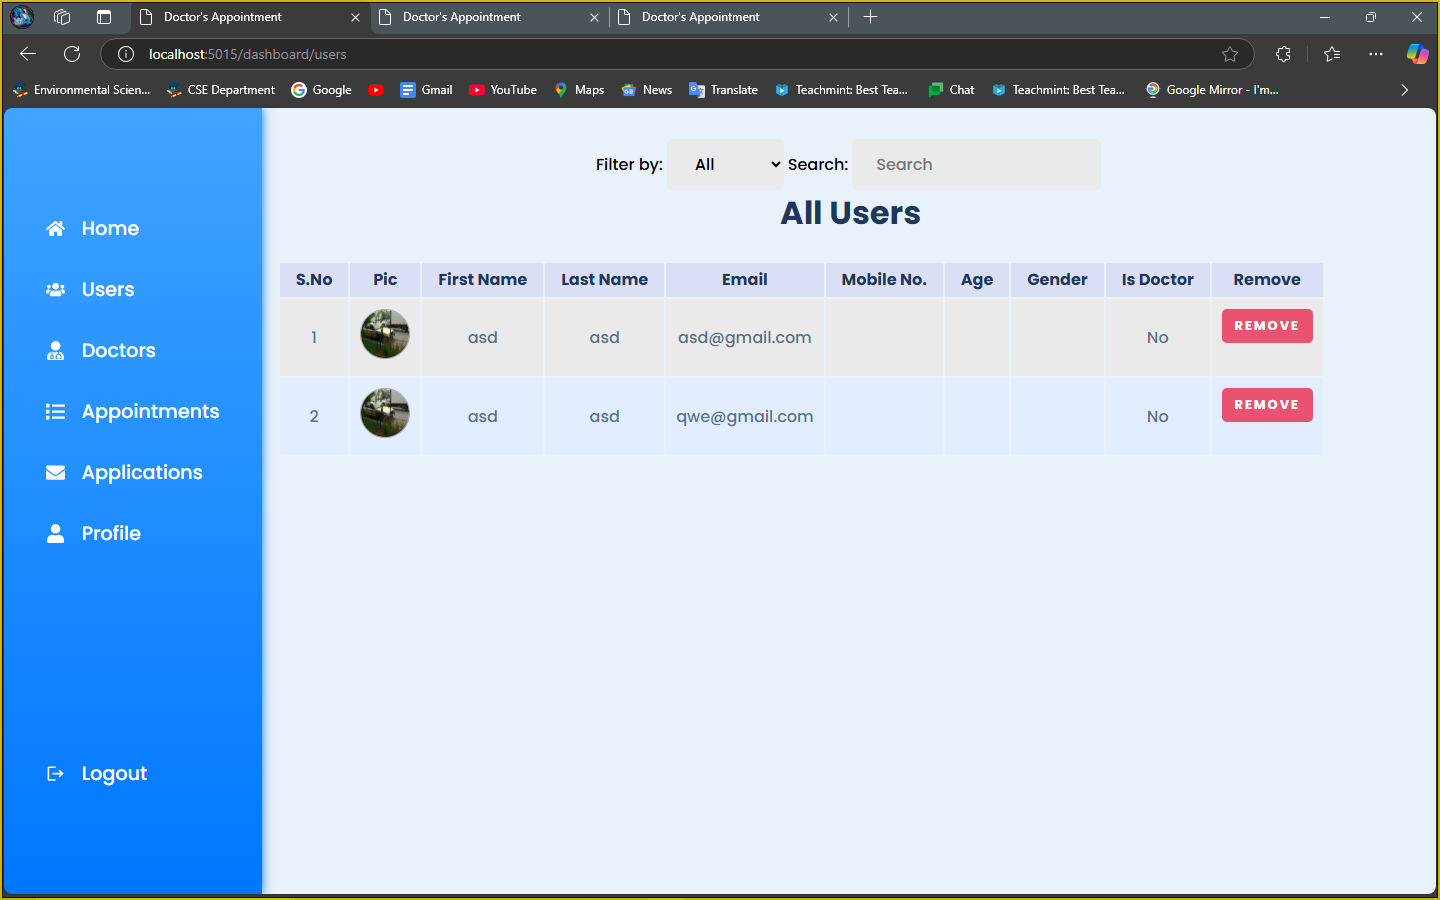 Doctor's Appointment Doctor's Appointment Doctor's Appointment
localhost:5015/dashboard/users
Environmental Scien... CSE Department Google Gmail YouTube Maps News Translate Teachmint: Best Tea... Chat Teachmint: Best Tea... Google Mirror - I'm...
Filter by: All Search: Search
All Users
Home
Users
Doctors
Appointments
Applications
Profile
Logout
S.No Pic First Name Last Name Email Mobile No. Age Gender Is Doctor Remove
1 asd asd asd@gmail.com No REMOVE
2 asd asd qwe@gmail.com No REMOVE